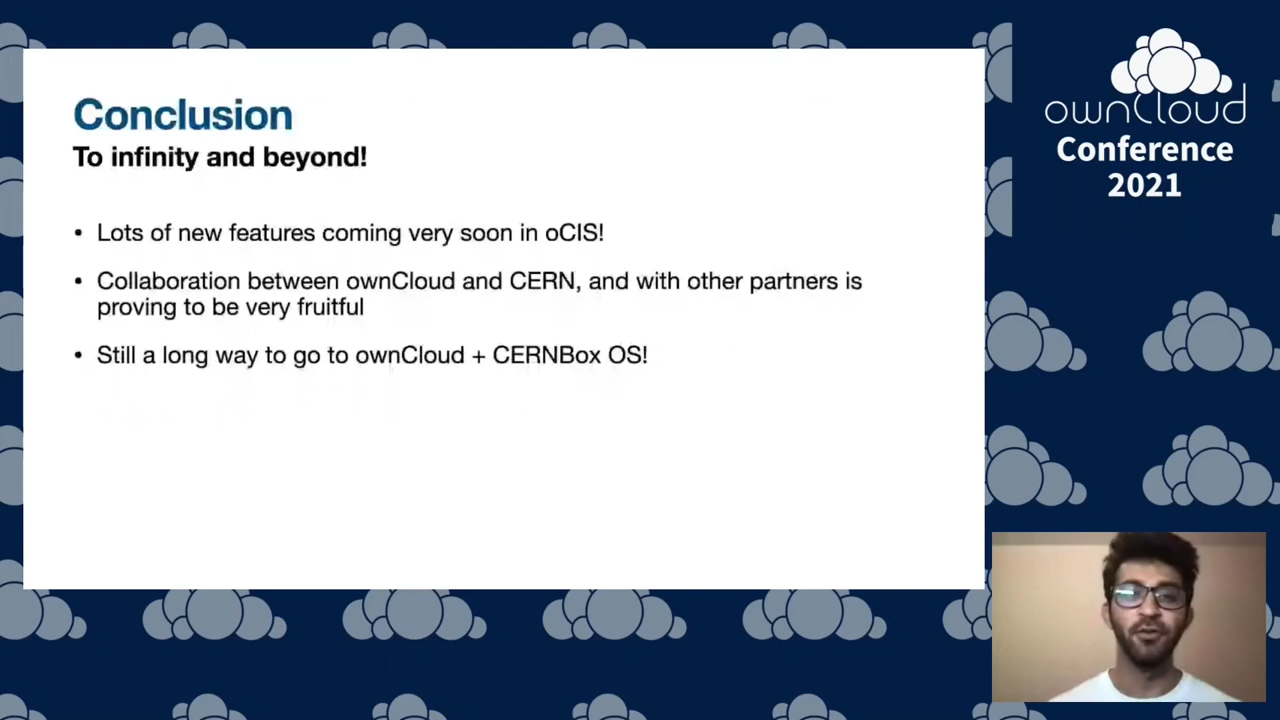 Conclusion
To infinity and beyond!
• Lots of new features coming very soon in oCIS!
• Collaboration between ownCloud and CERN, and with other partners is
proving to be very fruitful
• Still a long way to go to ownCloud + CERNBox OS!
ownCloud
Conference
2021